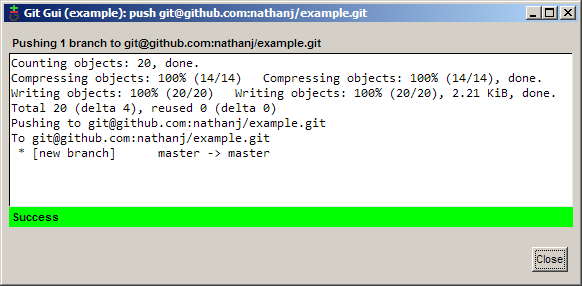 Git Gui (example): push git@github.com:nathanj/example.git
Pushing 1 branch to git@github.com:nathanj/example.git
Counting objects: 20, done.
Compressing objects: 100% (14/14)   Compressing objects: 100% (14/14), done.
Writing objects: 100% (20/20)   Writing objects: 100% (20/20), 2.21 KiB, done.
Total 20 (delta 4), reused 0 (delta 0)
Pushing to git@github.com:nathanj/example.git
To git@github.com:nathanj/example.git
 * [new branch]      master -> master
Success
Close